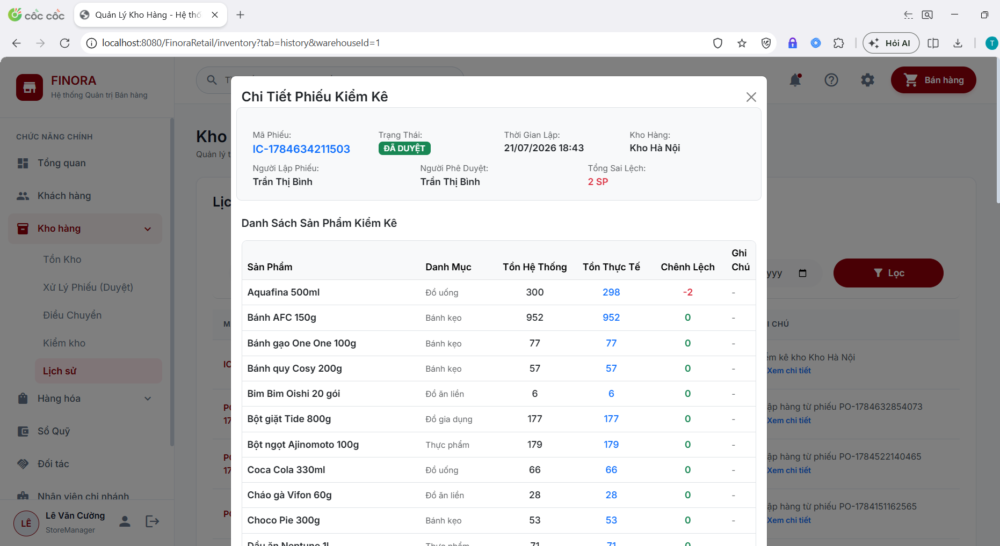 cốc cốc
Quản Lý Kho Hàng - Hệ thố
localhost:8080/FinoraRetail/inventory?tab=history&warehouseId=1
Hỏi AI
T
FINORA
Hệ thống Quản trị Bán hàng
Bán hàng
CHỨC NĂNG CHÍNH
Tổng quan
Khách hàng
Kho hàng
Tồn Kho
Xử Lý Phiếu (Duyệt)
Điều Chuyển
Kiểm kho
Lịch sử
Hàng hóa
Sổ Quỹ
Đối tác
Nhân viên chi nhánh
LÊ
Lê Văn Cường
StoreManager
Kho
Quản lý t
Lịc
Chi Tiết Phiếu Kiểm Kê
Mã Phiếu: Trạng Thái: Thời Gian Lập: Kho Hàng:
IC-1784634211503 ĐÃ DUYỆT 21/07/2026 18:43 Kho Hà Nội
Người Lập Phiếu: Người Phê Duyệt: Tổng Sai Lệch:
Trần Thị Bình Trần Thị Bình 2 SP
Danh Sách Sản Phẩm Kiểm Kê
Sản Phẩm Danh Mục Tồn Hệ Thống Tồn Thực Tế Chênh Lệch Ghi Chú
Aquafina 500ml Đồ uống 300 298 -2 -
Bánh AFC 150g Bánh kẹo 952 952 0 -
Bánh gạo One One 100g Bánh kẹo 77 77 0 -
Bánh quy Cosy 200g Bánh kẹo 57 57 0 -
Bim Bim Oishi 20 gói Đồ ăn liền 6 6 0 -
Bột giặt Tide 800g Đồ gia dụng 177 177 0 -
Bột ngọt Ajinomoto 100g Thực phẩm 179 179 0 -
Coca Cola 330ml Đồ uống 66 66 0 -
Cháo gà Vifon 60g Đồ ăn liền 28 28 0 -
Choco Pie 300g Bánh kẹo 53 53 0 -
Dầu ăn Neptune 1l Thực phẩm 71 71 0
yyy
Lọc
I CHÚ
ểm kê kho Kho Hà Nội
Xem chi tiết
ập hàng từ phiếu PO-1784632854073
Xem chi tiết
ập hàng từ phiếu PO-1784522140465
Xem chi tiết
ập hàng từ phiếu PO-1784151162565
Xem chi tiết